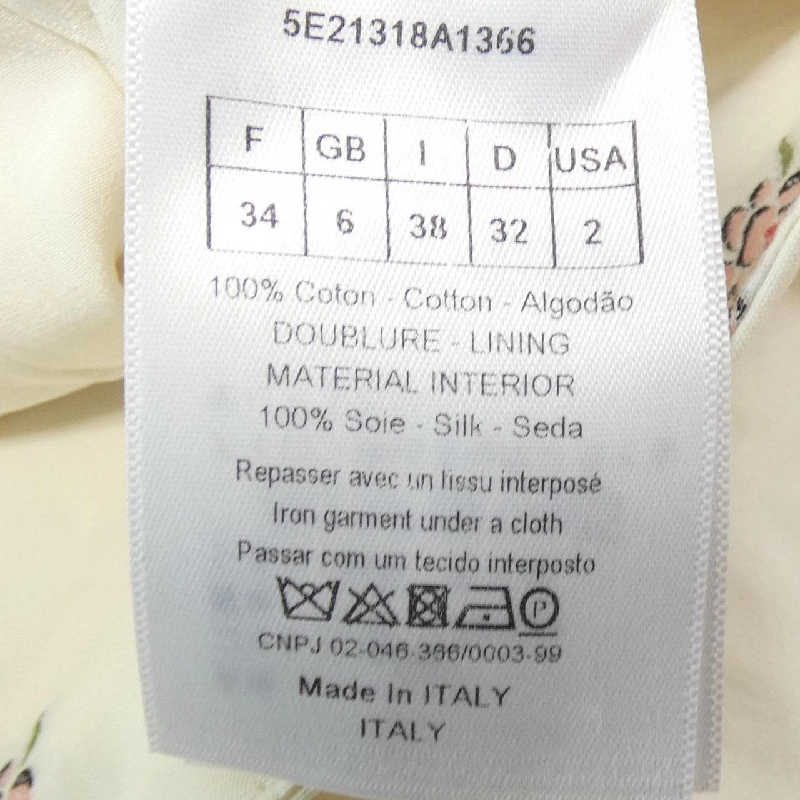 5E21318A1366
F GB I D USA
34 6 38 32 2
100% Coton - Cotton - Algodão
DOUBLURE - LINING
MATERIAL INTERIOR
100% Soie - Silk - Seda
Repasser avec un tissu interposé
Iron garment under a cloth
Passar com um tecido interposto
P
CNPJ 02-046-366/0003-99
Made In ITALY
ITALY